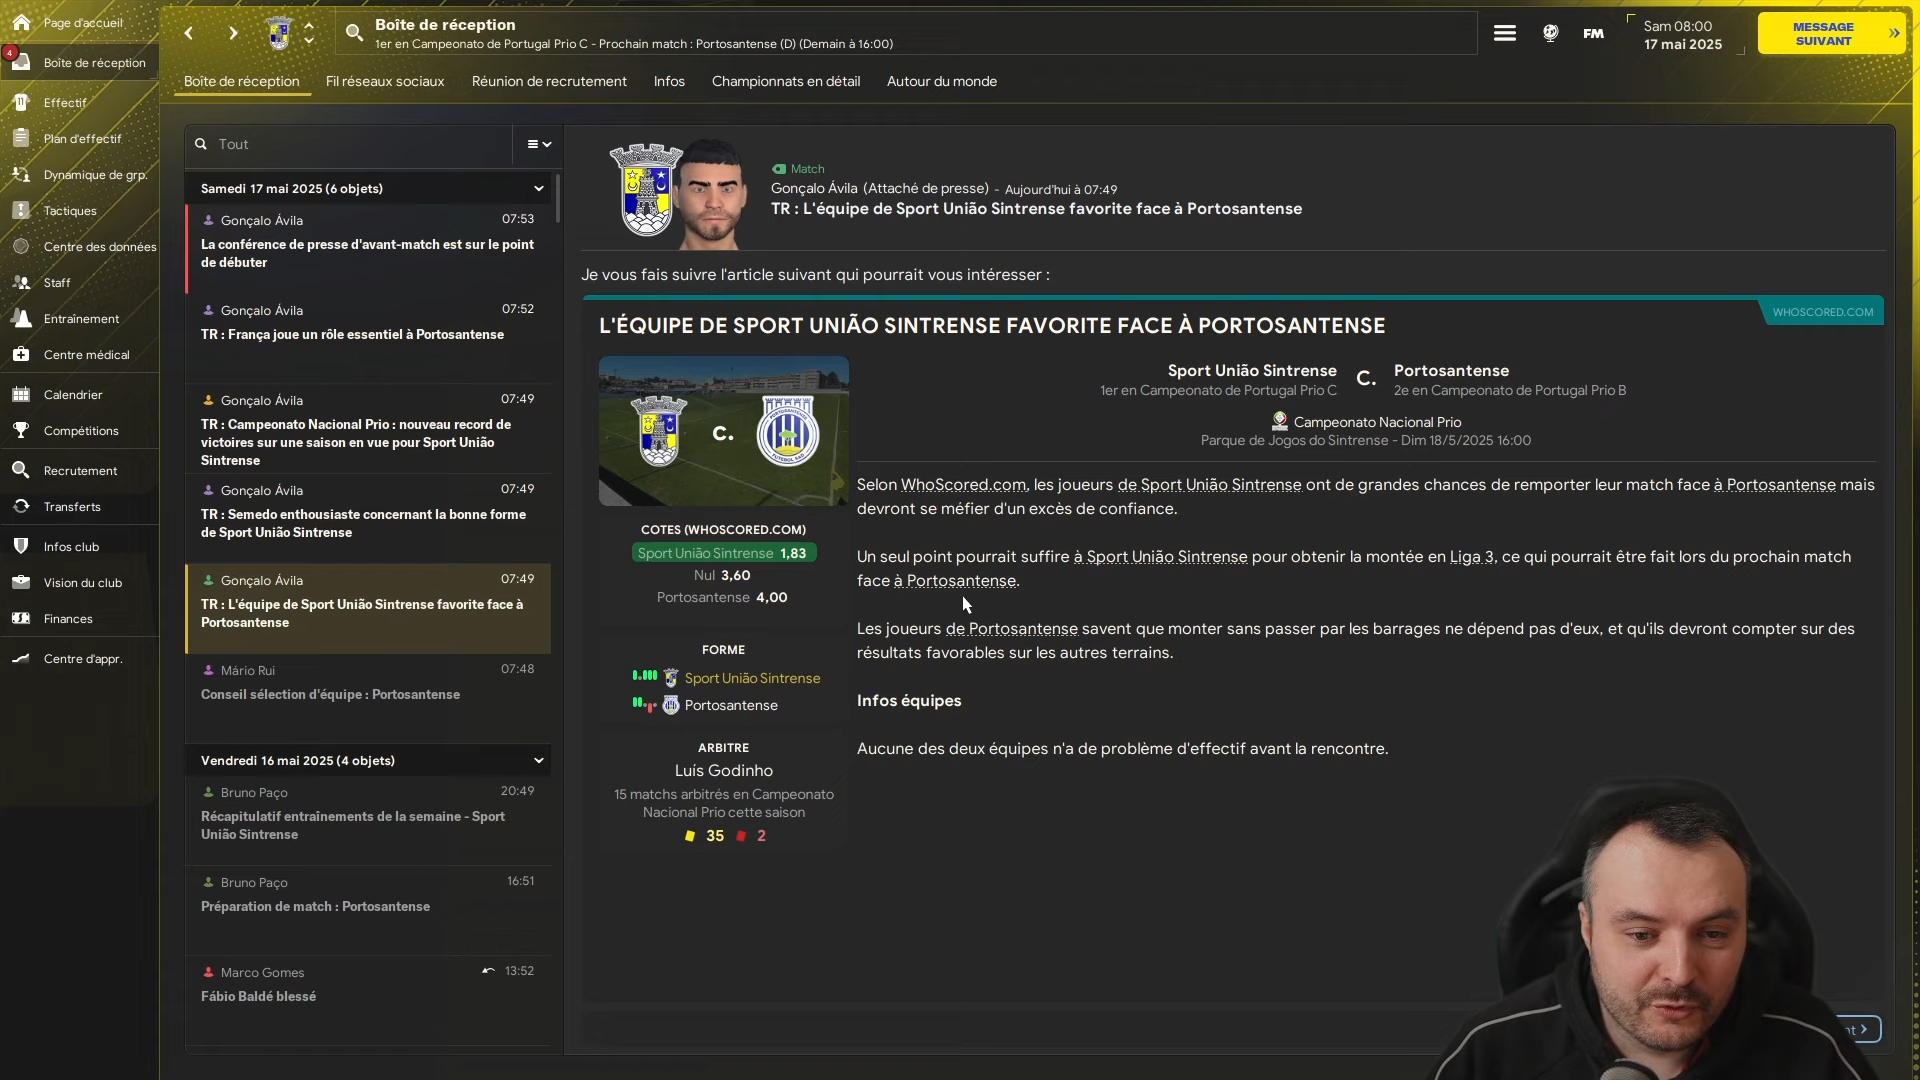 Page d'accueil
4
Boîte de réception
Effectif
Plan d'effectif
Dynamique de grp.
Tactiques
Centre des données
Staff
Entraînement
Centre médical
Calendrier
Compétitions
Recrutement
Transferts
Infos club
Vision du club
Finances
Centre d'appr.
Boîte de réception
1er en Campeonato de Portugal Prio C - Prochain match : Portosantense (D) (Demain à 16:00)
FM
Sam 08:00
17 mai 2025
MESSAGE
SUIVANT
Boîte de réception
Fil réseaux sociaux
Réunion de recrutement
Infos
Championnats en détail
Autour du monde
Tout
Samedi 17 mai 2025 (6 objets)
Gonçalo Ávila 07:53
La conférence de presse d'avant-match est sur le point
de débuter
Gonçalo Ávila 07:52
TR : França joue un rôle essentiel à Portosantense
Gonçalo Ávila 07:49
TR : Campeonato Nacional Prio : nouveau record de
victoires sur une saison en vue pour Sport União
Sintrense
Gonçalo Ávila 07:49
TR : Semedo enthousiaste concernant la bonne forme
de Sport União Sintrense
Gonçalo Ávila 07:49
TR : L'équipe de Sport União Sintrense favorite face à
Portosantense
Mário Rui 07:48
Conseil sélection d'équipe : Portosantense
Vendredi 16 mai 2025 (4 objets)
Bruno Paço 20:49
Récapitulatif entraînements de la semaine - Sport
União Sintrense
Bruno Paço 16:51
Préparation de match : Portosantense
Marco Gomes 13:52
Fábio Baldé blessé
Match
Gonçalo Ávila (Attaché de presse) - Aujourd'hui à 07:49
TR : L'équipe de Sport União Sintrense favorite face à Portosantense
Je vous fais suivre l'article suivant qui pourrait vous intéresser :
WHOSCORED.COM
L'ÉQUIPE DE SPORT UNIÃO SINTRENSE FAVORITE FACE À PORTOSANTENSE
C.
Sport União Sintrense C. Portosantense
1er en Campeonato de Portugal Prio C 2e en Campeonato de Portugal Prio B
Campeonato Nacional Prio
Parque de Jogos do Sintrense - Dim 18/5/2025 16:00
COTES (WHOSCORED.COM)
Sport União Sintrense 1,83
Nul 3,60
Portosantense 4,00
FORME
Sport União Sintrense
Portosantense
ARBITRE
Luís Godinho
15 matchs arbitrés en Campeonato
Nacional Prio cette saison
35 2
Selon WhoScored.com, les joueurs de Sport União Sintrense ont de grandes chances de remporter leur match face à Portosantense mais
devront se méfier d'un excès de confiance.
Un seul point pourrait suffire à Sport União Sintrense pour obtenir la montée en Liga 3, ce qui pourrait être fait lors du prochain match
face à Portosantense.
Les joueurs de Portosantense savent que monter sans passer par les barrages ne dépend pas d'eux, et qu'ils devront compter sur des
résultats favorables sur les autres terrains.
Infos équipes
Aucune des deux équipes n'a de problème d'effectif avant la rencontre.